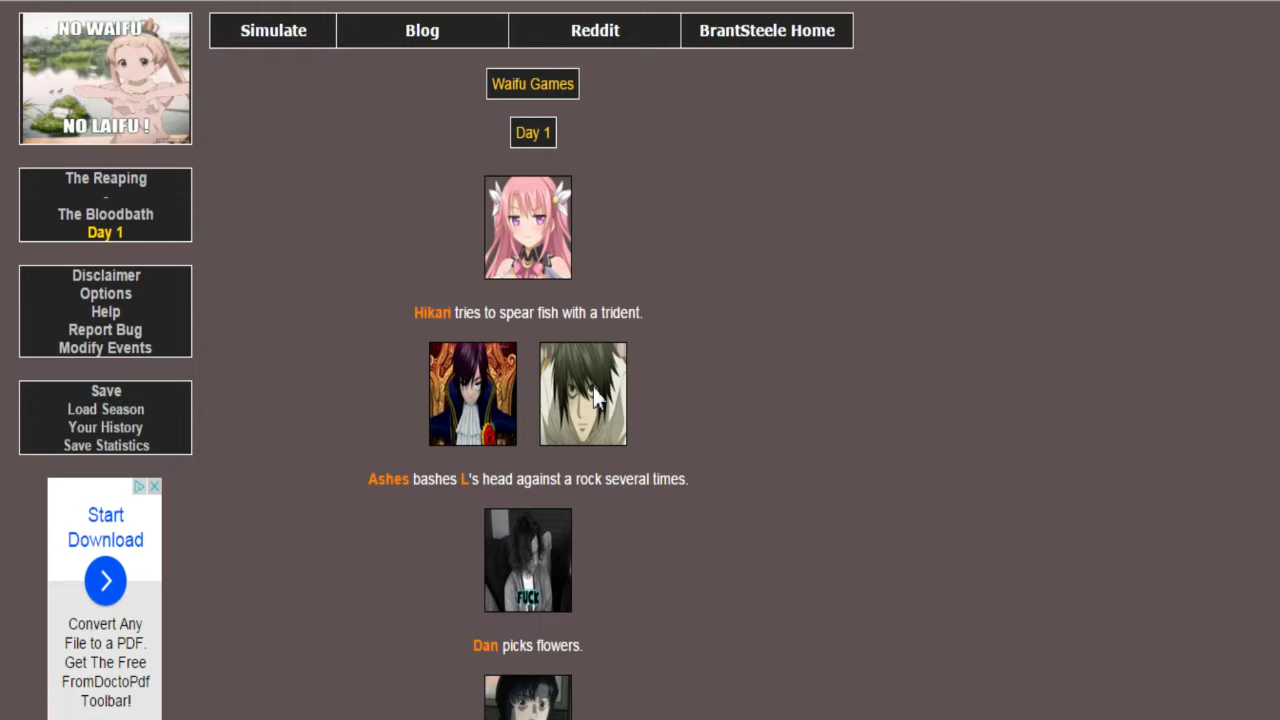 NO WAIFU
NO LAIFU !
Simulate
Blog
Reddit
BrantSteele Home
The Reaping
-
The Bloodbath
Day 1
Disclaimer
Options
Help
Report Bug
Modify Events
Save
Load Season
Your History
Save Statistics
Start
Download
Convert Any
File to a PDF.
Get The Free
FromDoctoPdf
Toolbar!
Waifu Games
Day 1
Hikari tries to spear fish with a trident.
Ashes bashes L's head against a rock several times.
FUCK
Dan picks flowers.